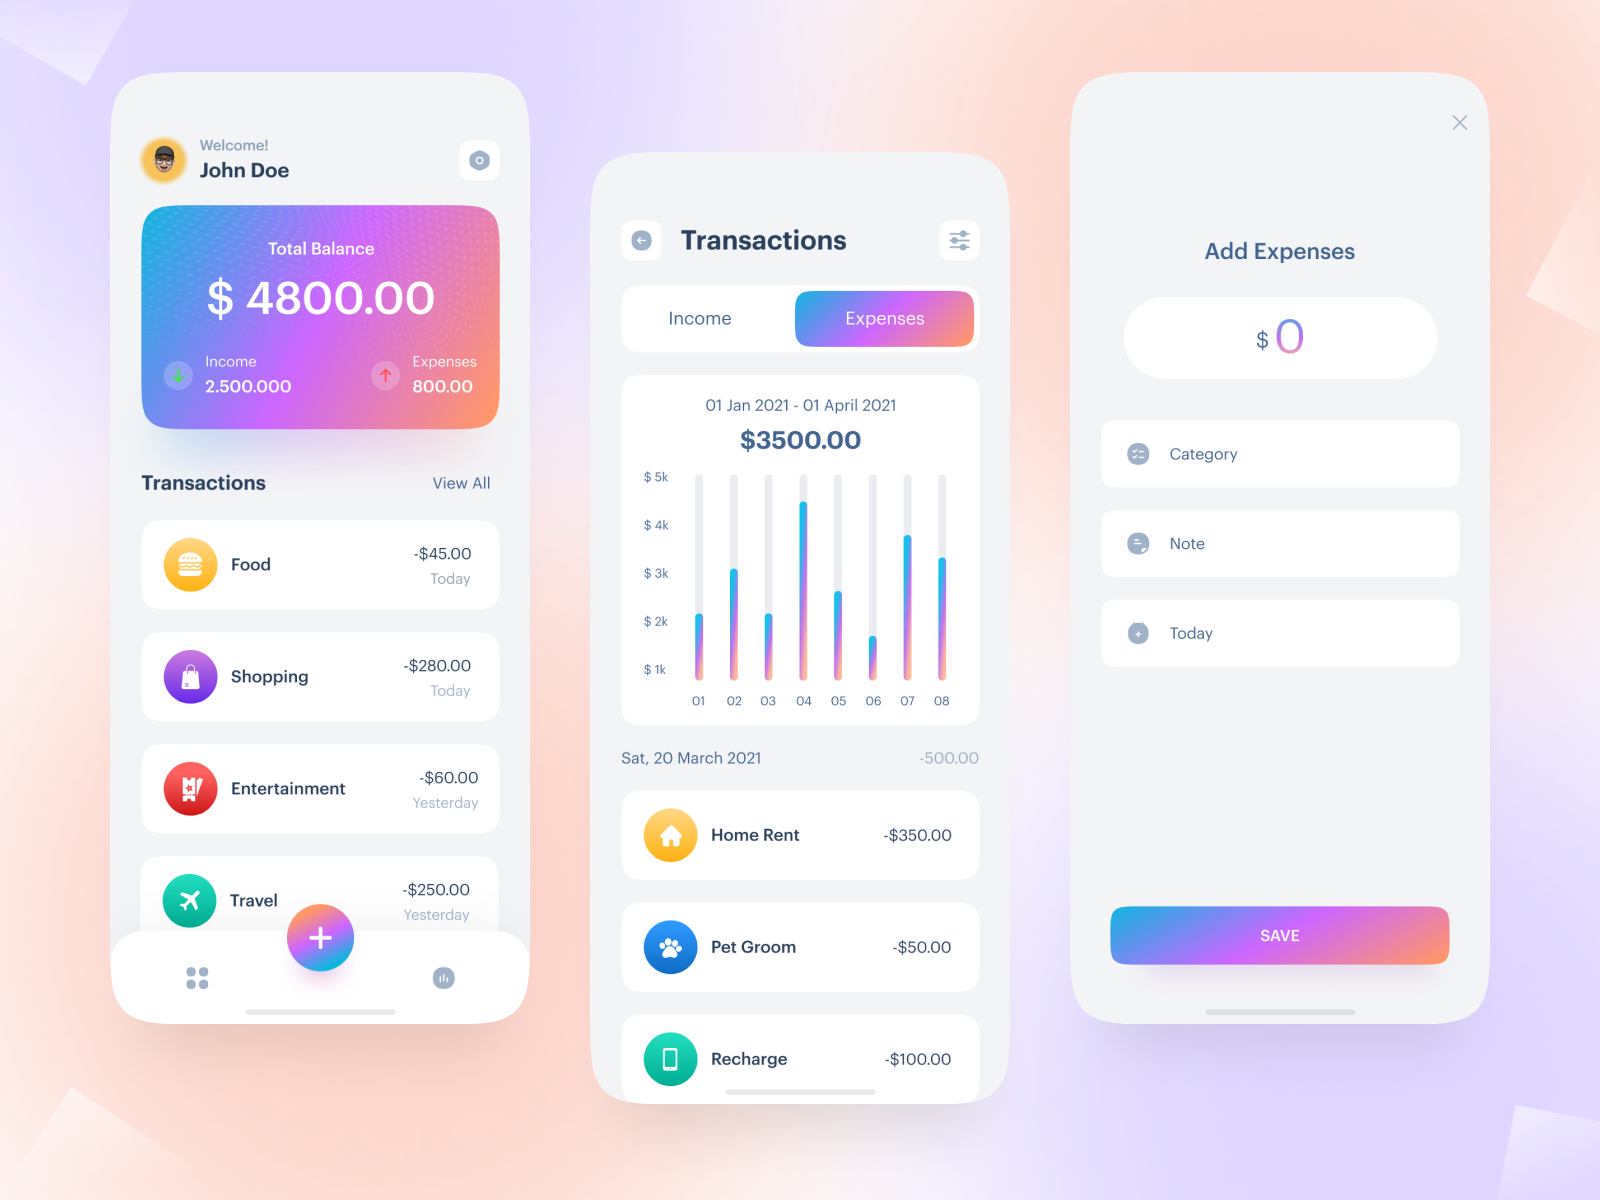 Welcome!
John Doe
Total Balance
$ 4800.00
Income
2.500.000
Expenses
800.00
Transactions
View All
Food
-$45.00
Today
Shopping
-$280.00
Today
Entertainment
-$60.00
Yesterday
Travel
-$250.00
Yesterday
Transactions
Income
Expenses
01 Jan 2021 - 01 April 2021
$3500.00
$ 5k
$ 4k
$ 3k
$ 2k
$ 1k
01 02 03 04 05 06 07 08
Sat, 20 March 2021
-500.00
Home Rent
-$350.00
Pet Groom
-$50.00
Recharge
-$100.00
Add Expenses
$ 0
Category
Note
Today
SAVE